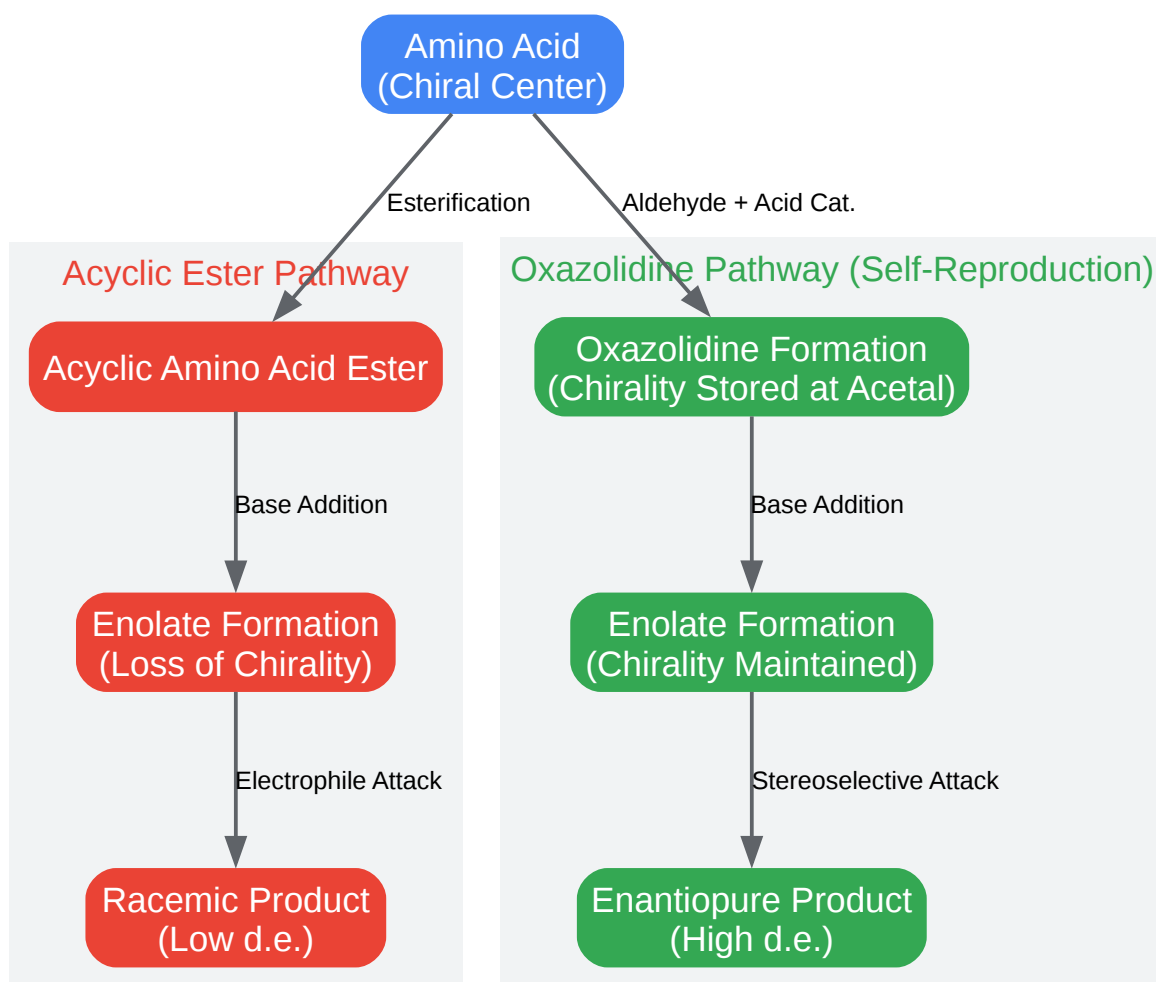 Amino Acid
(Chiral Center)
Esterification
Aldehyde + Acid Cat.
Acyclic Ester Pathway
Oxazolidine Pathway (Self-Reproduction)
Acyclic Amino Acid Ester
Oxazolidine Formation
(Chirality Stored at Acetal)
Base Addition
Base Addition
Enolate Formation
(Loss of Chirality)
Enolate Formation
(Chirality Maintained)
Electrophile Attack
Stereoselective Attack
Racemic Product
(Low d.e.)
Enantiopure Product
(High d.e.)